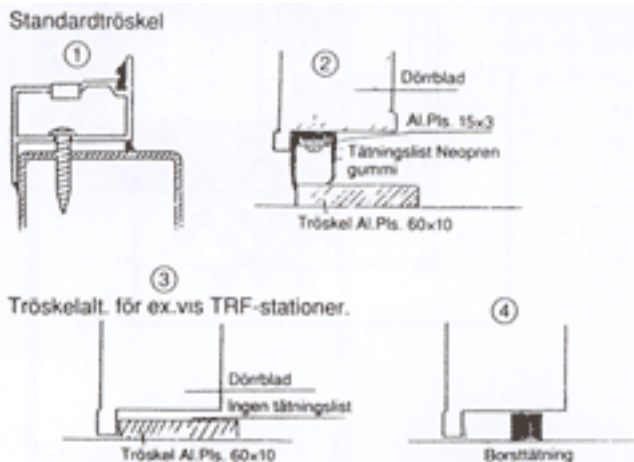 Standardtröskel
1
2
Dörrblad
Al.Pls. 15x3
Tätningslist Neopren
gummi
Tröskel Al.Pls. 60x10
3
Tröskelalt. för ex.vis TRF-stationer.
4
Dörrblad
Ingen tätningslist
Tröskel Al.Pls. 60x10
Borsttätning